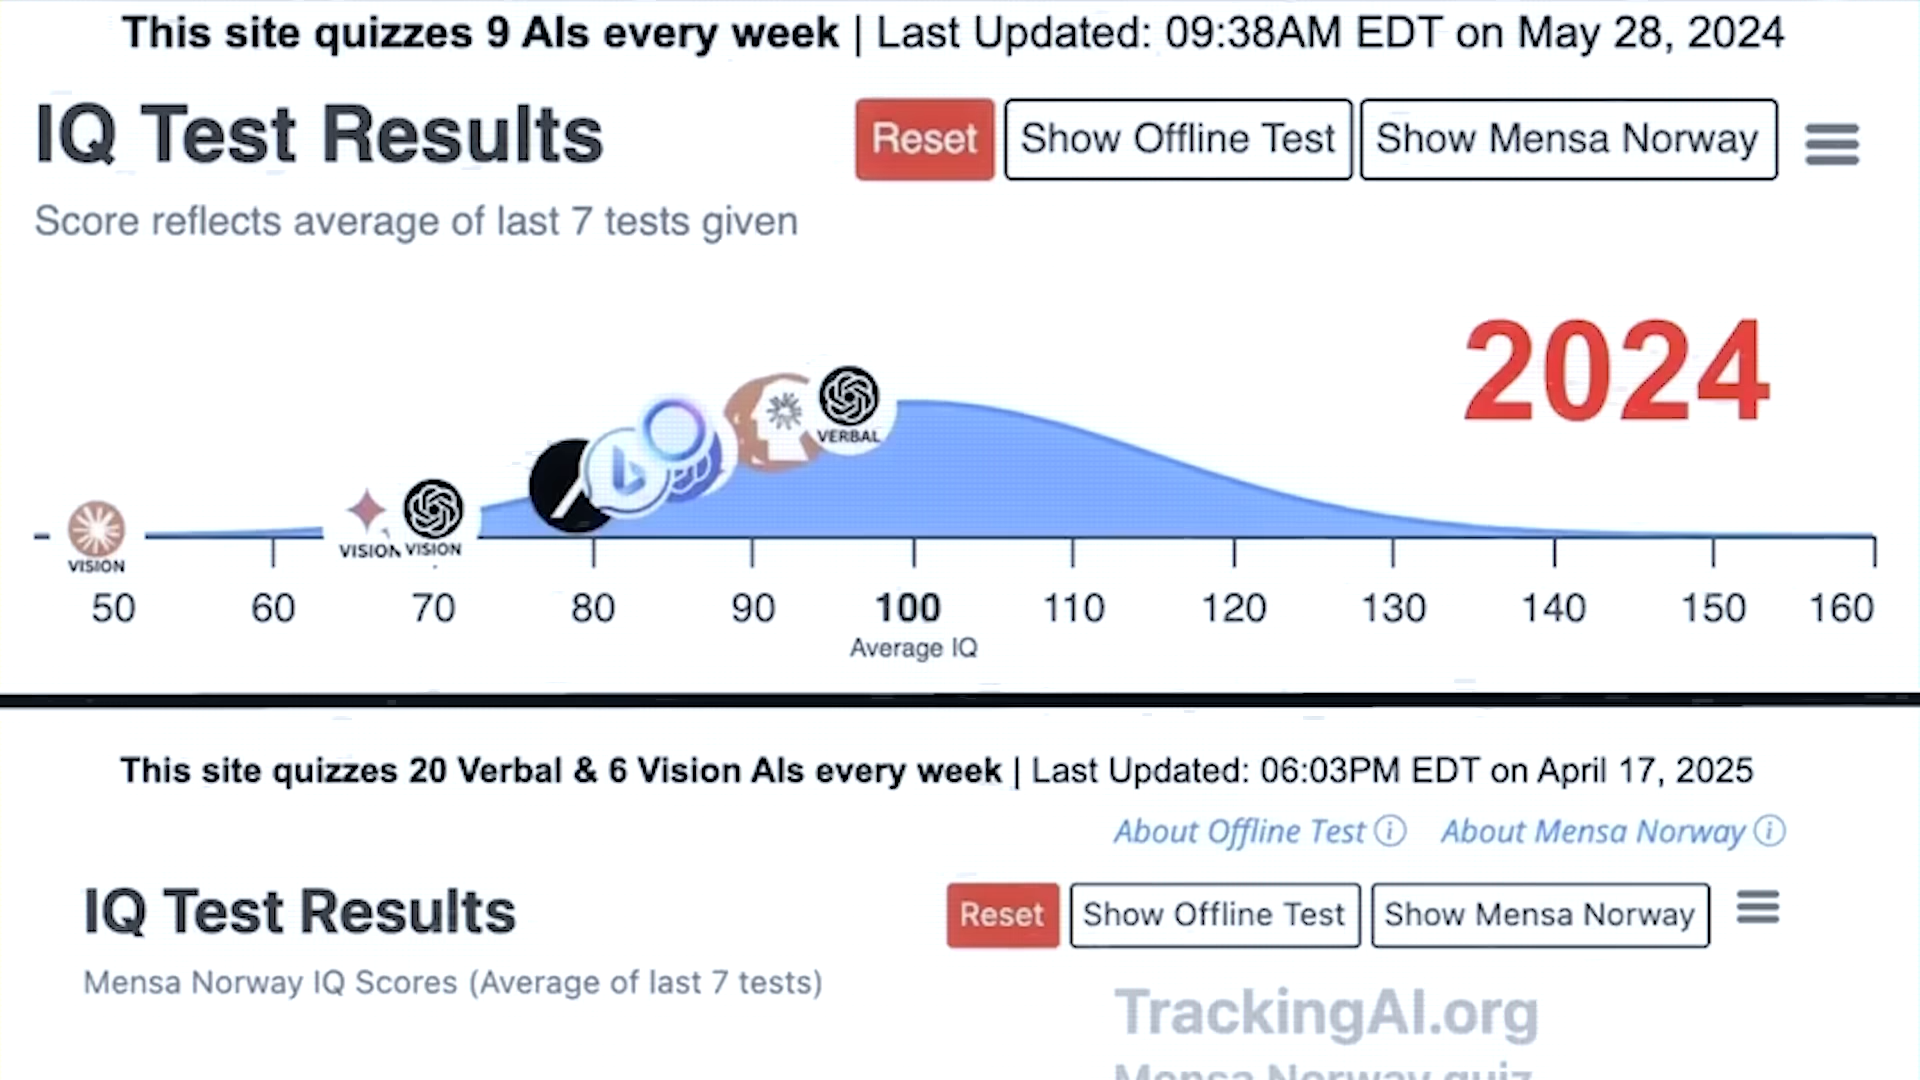 This site quizzes 9 AIs every week | Last Updated: 09:38AM EDT on May 28, 2024
IQ Test Results
Reset
Show Offline Test
Show Mensa Norway
Score reflects average of last 7 tests given
2024
VERBAL
VISION
VISION
VISION
50 60 70 80 90 100 110 120 130 140 150 160
Average IQ
This site quizzes 20 Verbal & 6 Vision AIs every week | Last Updated: 06:03PM EDT on April 17, 2025
About Offline Test
About Mensa Norway
IQ Test Results
Reset
Show Offline Test
Show Mensa Norway
Mensa Norway IQ Scores (Average of last 7 tests)
TrackingAI.org
Mensa Norway quiz